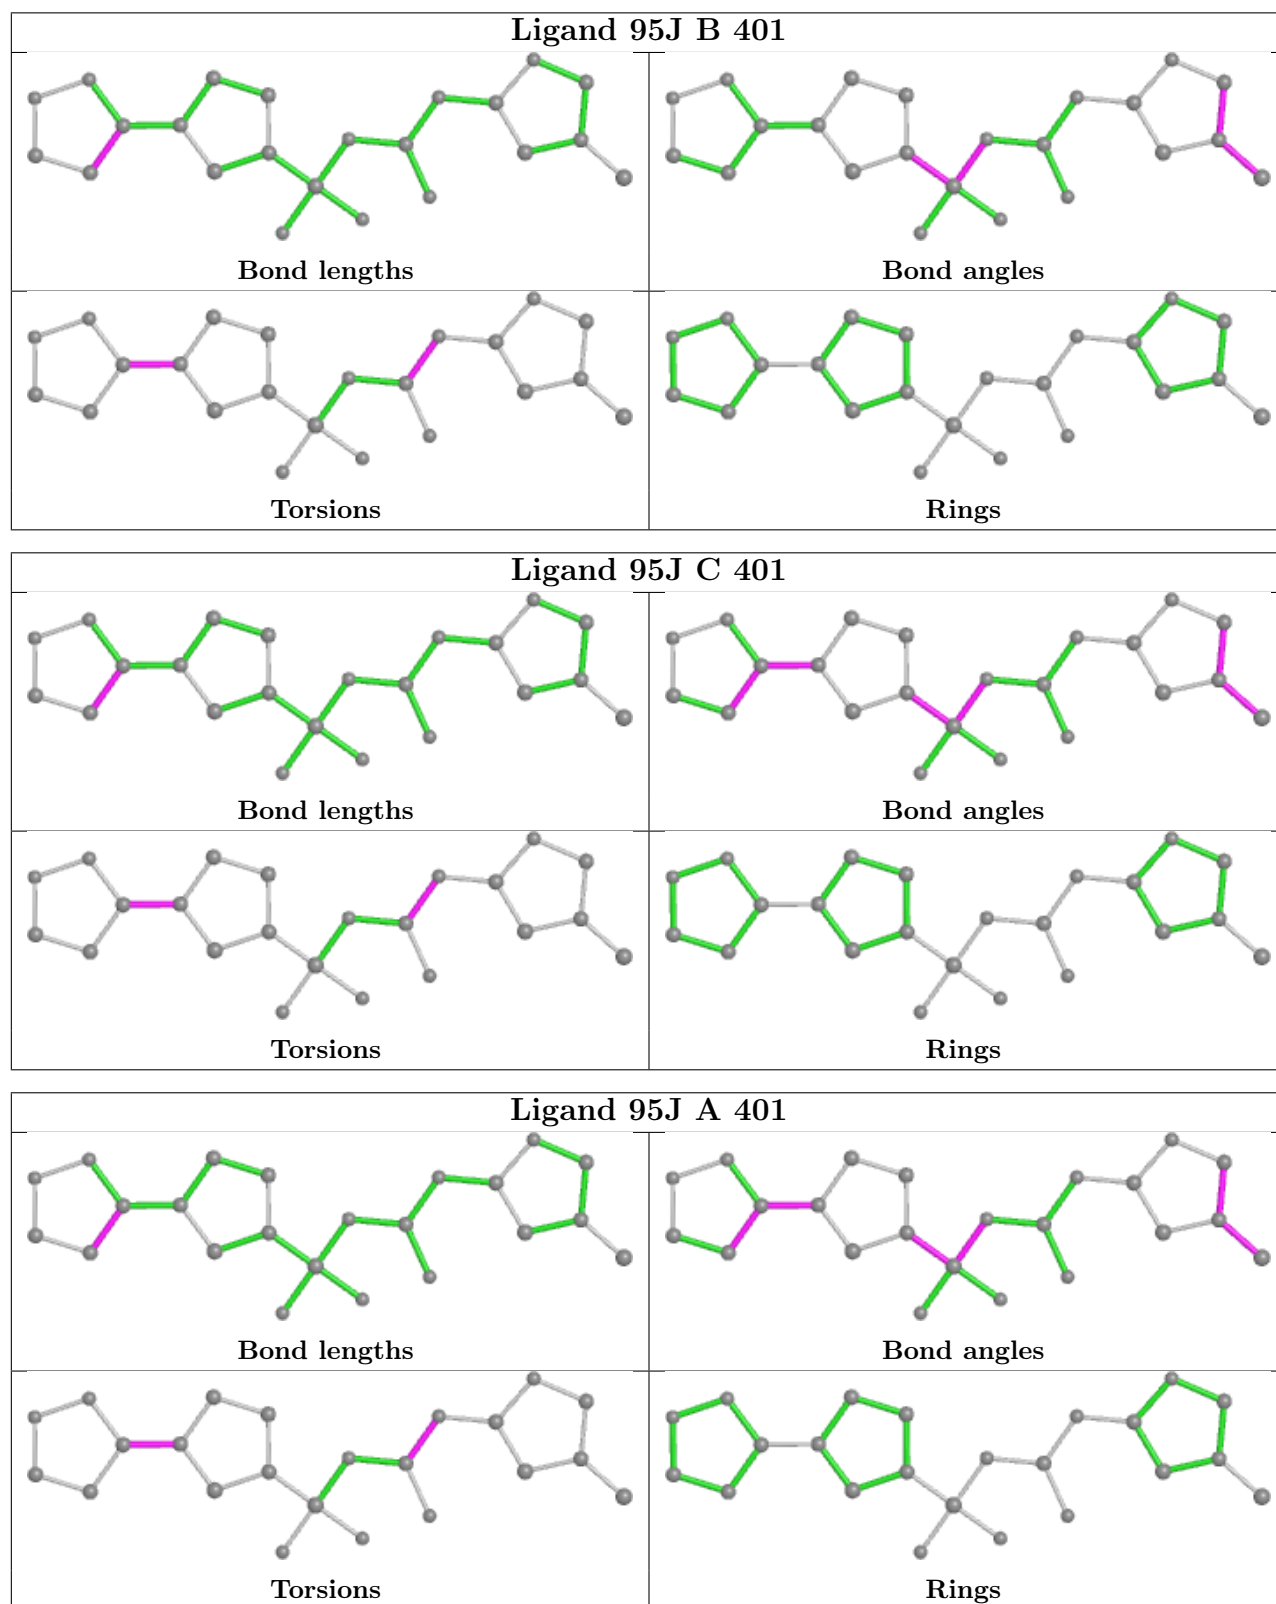 Ligand 95J B 401
Bond lengths
Bond angles
Torsions
Rings
Ligand 95J C 401
Bond lengths
Bond angles
Torsions
Rings
Ligand 95J A 401
Bond lengths
Bond angles
Torsions
Rings